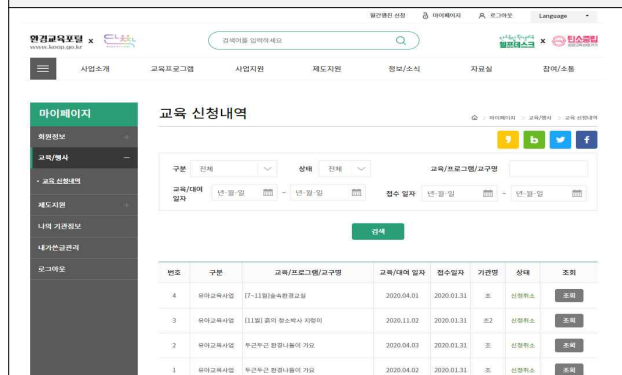 월간행진 신청 마이페이지 로그아웃 Language
환경교육포털 x
www.keep.go.kr
검색어를 입력하세요
헬프데스크 x 탄소중립
사업소개 교육프로그램 사업지원 제도지원 정보/소식 자료실 참여/소통
마이페이지
회원정보 +
교육/행사 −
· 교육 신청내역
제도지원 +
나의 기관정보
내가쓴글관리
로그아웃
교육 신청내역
> 마이페이지 > 교육/행사 > 교육 신청내역
구분 전체 상태 전체 교육/프로그램/교구명
교육/대여 일자 년-월-일 ~ 년-월-일 접수 일자 년-월-일 ~ 년-월-일
검색
번호 구분 교육/프로그램/교구명 교육/대여 일자 접수일자 기관명 상태 조회
4 유아교육사업 [7~11월]숲속환경교실 2020.04.01 2020.01.31 조 신청취소 조회
3 유아교육사업 [11월] 흙의 청소박사 지렁이 2020.11.02 2020.01.31 조2 신청취소 조회
2 유아교육사업 두근두근 환경나들이 가요 2020.04.03 2020.01.31 조 신청취소 조회
1 유아교육사업 두근두근 환경나들이 가요 2020.04.02 2020.01.31 조 신청취소 조회